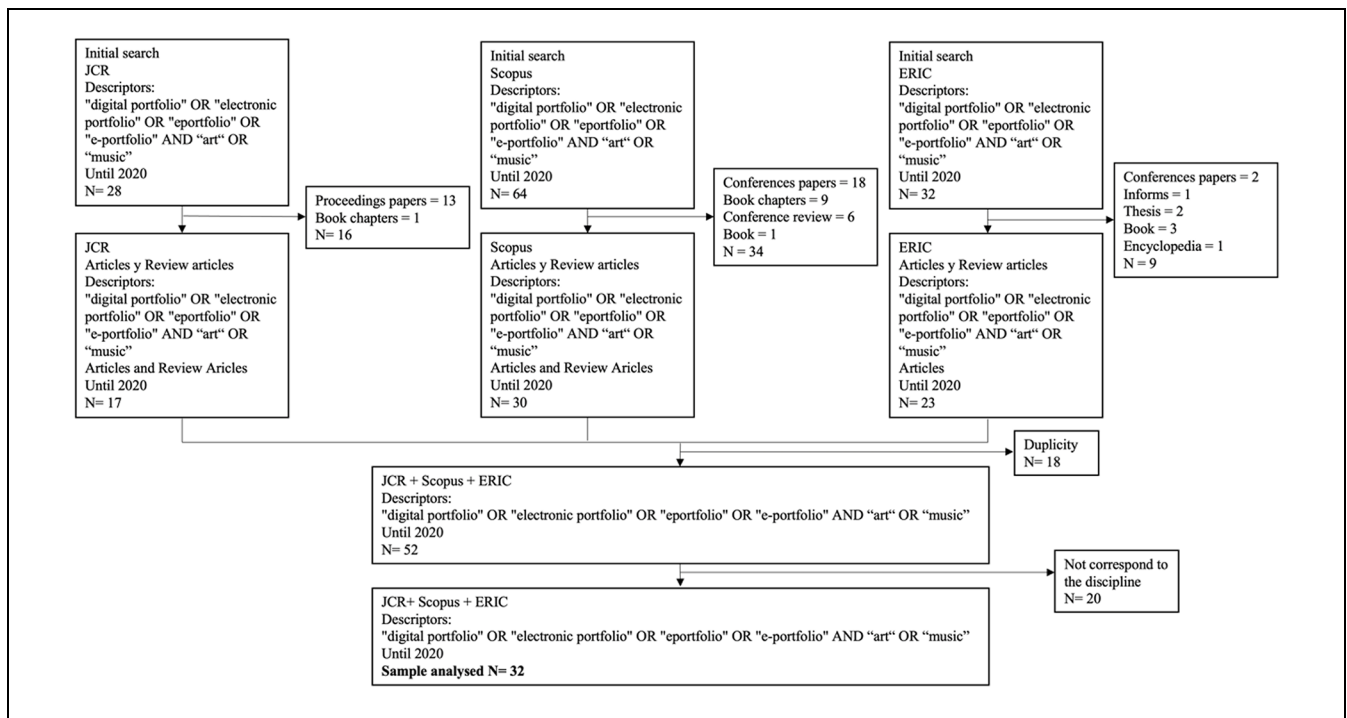 Initial search
JCR
Descriptors:
"digital portfolio" OR "electronic
portfolio" OR "eportfolio" OR
"e-portfolio" AND “art“ OR
“music”
Until 2020
N= 28
Initial search
Scopus
Descriptors:
"digital portfolio" OR "electronic
portfolio" OR "eportfolio" OR
"e-portfolio" AND “art“ OR
“music”
Until 2020
N= 64
Initial search
ERIC
Descriptors:
"digital portfolio" OR "electronic
portfolio" OR "eportfolio" OR
"e-portfolio" AND “art“ OR
“music”
Until 2020
N= 32
Proceedings papers = 13
Book chapters = 1
N= 16
Conferences papers = 18
Book chapters = 9
Conference review = 6
Book = 1
N = 34
Conferences papers = 2
Informs = 1
Thesis = 2
Book = 3
Encyclopedia = 1
N = 9
JCR
Articles y Review articles
Descriptors:
"digital portfolio" OR "electronic
portfolio" OR "eportfolio" OR
"e-portfolio" AND “art“ OR
“music”
Articles and Review Aricles
Until 2020
N= 17
Scopus
Articles y Review articles
Descriptors:
"digital portfolio" OR "electronic
portfolio" OR "eportfolio" OR
"e-portfolio" AND “art“ OR
“music”
Articles and Review Aricles
Until 2020
N= 30
ERIC
Articles y Review articles
Descriptors:
"digital portfolio" OR "electronic
portfolio" OR "eportfolio" OR
"e-portfolio" AND “art“ OR
“music”
Articles
Until 2020
N= 23
Duplicity
N= 18
JCR + Scopus + ERIC
Descriptors:
"digital portfolio" OR "electronic portfolio" OR "eportfolio" OR "e-portfolio" AND “art“ OR “music”
Until 2020
N= 52
Not correspond to
the discipline
N= 20
JCR+ Scopus + ERIC
Descriptors:
"digital portfolio" OR "electronic portfolio" OR "eportfolio" OR "e-portfolio" AND “art“ OR “music”
Until 2020
Sample analysed N= 32